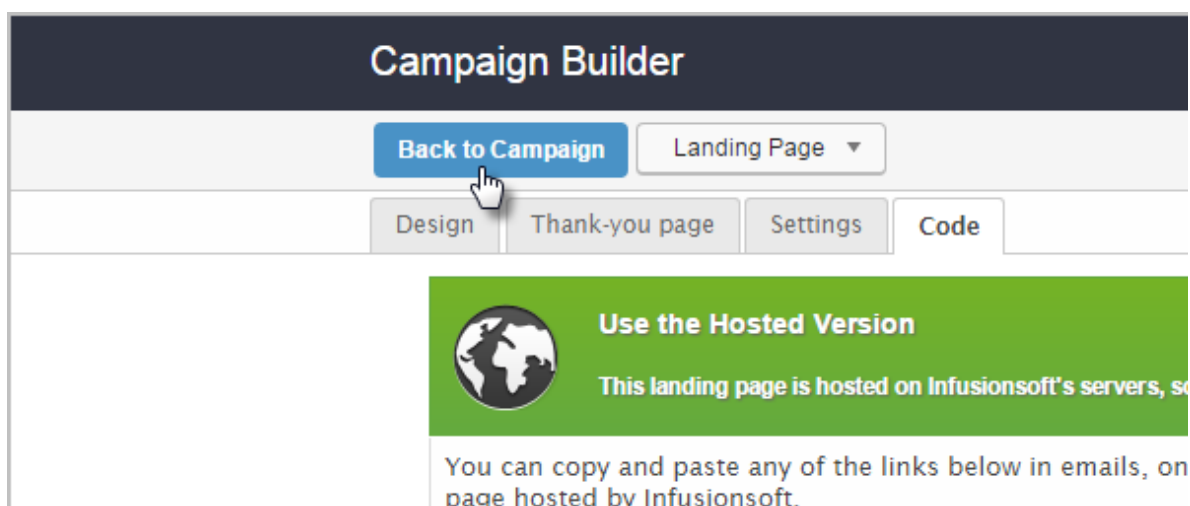 Campaign Builder
Back to Campaign
Landing Page
Design
Thank-you page
Settings
Code
Use the Hosted Version
This landing page is hosted on Infusionsoft's servers,
You can copy and paste any of the links below in emails, on
page hosted by Infusionsoft.